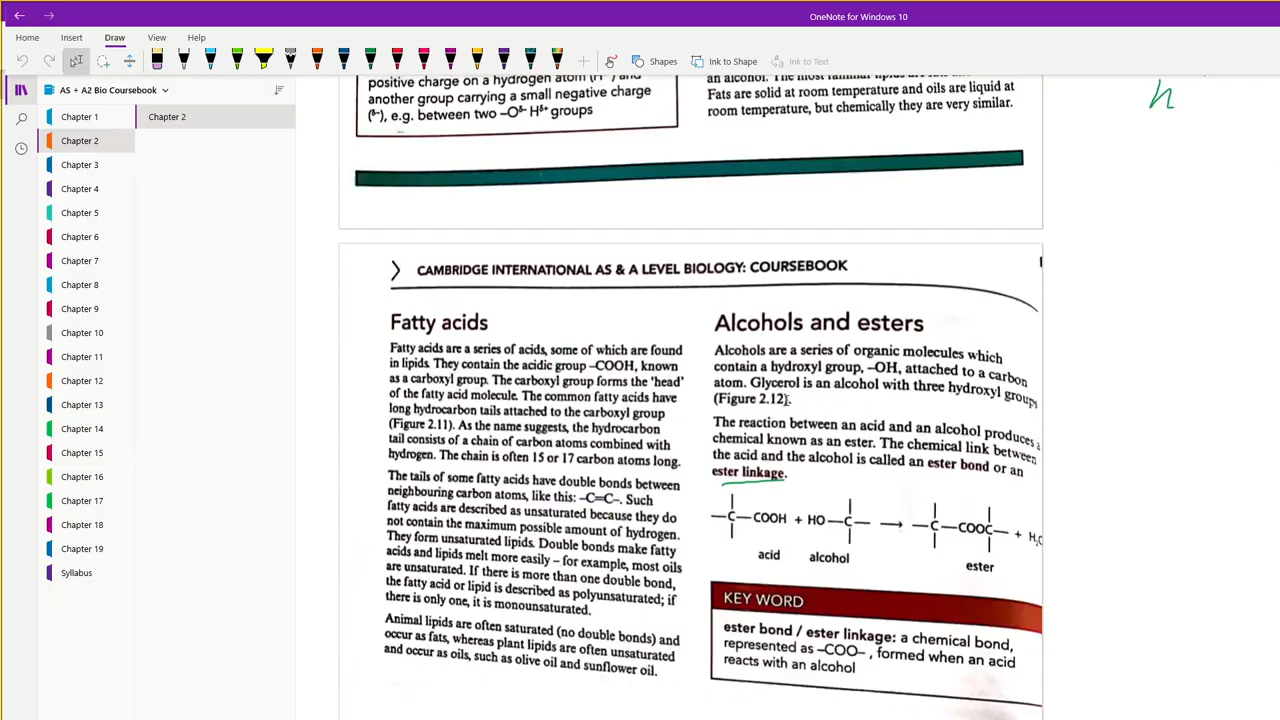 OneNote for Windows 10
Home Insert Draw View Help
Shapes Ink to Shape Ink to Text
AS + A2 Bio Coursebook
Chapter 1
Chapter 2
Chapter 3
Chapter 4
Chapter 5
Chapter 6
Chapter 7
Chapter 8
Chapter 9
Chapter 10
Chapter 11
Chapter 12
Chapter 13
Chapter 14
Chapter 15
Chapter 16
Chapter 17
Chapter 18
Chapter 19
Syllabus
Chapter 2
positive charge on a hydrogen atom (H and
another group carrying a small negative charge
(δ−), e.g. between two –Oδ− Hδ+ groups
an alcohol. The most familiar lipids are fats
Fats are solid at room temperature and oils are liquid at
room temperature, but chemically they are very similar.
h
CAMBRIDGE INTERNATIONAL AS & A LEVEL BIOLOGY: COURSEBOOK
Fatty acids
Fatty acids are a series of acids, some of which are found
in lipids. They contain the acidic group –COOH, known
as a carboxyl group. The carboxyl group forms the 'head'
of the fatty acid molecule. The common fatty acids have
long hydrocarbon tails attached to the carboxyl group
(Figure 2.11). As the name suggests, the hydrocarbon
tail consists of a chain of carbon atoms combined with
hydrogen. The chain is often 15 or 17 carbon atoms long.
The tails of some fatty acids have double bonds between
neighbouring carbon atoms, like this: –C=C–. Such
fatty acids are described as unsaturated because they do
not contain the maximum possible amount of hydrogen.
They form unsaturated lipids. Double bonds make fatty
acids and lipids melt more easily – for example, most oils
are unsaturated. If there is more than one double bond,
the fatty acid or lipid is described as polyunsaturated; if
there is only one, it is monounsaturated.
Animal lipids are often saturated (no double bonds) and
occur as fats, whereas plant lipids are often unsaturated
and occur as oils, such as olive oil and sunflower oil.
Alcohols and esters
Alcohols are a series of organic molecules which
contain a hydroxyl group, –OH, attached to a carbon
atom. Glycerol is an alcohol with three hydroxyl groups
(Figure 2.12).
The reaction between an acid and an alcohol produces a
chemical known as an ester. The chemical link between
the acid and the alcohol is called an ester bond or an
ester linkage.
—C—COOH + HO—C— → —C—COOC— + H₂O
acid alcohol ester
KEY WORD
ester bond / ester linkage: a chemical bond,
represented as –COO– , formed when an acid
reacts with an alcohol